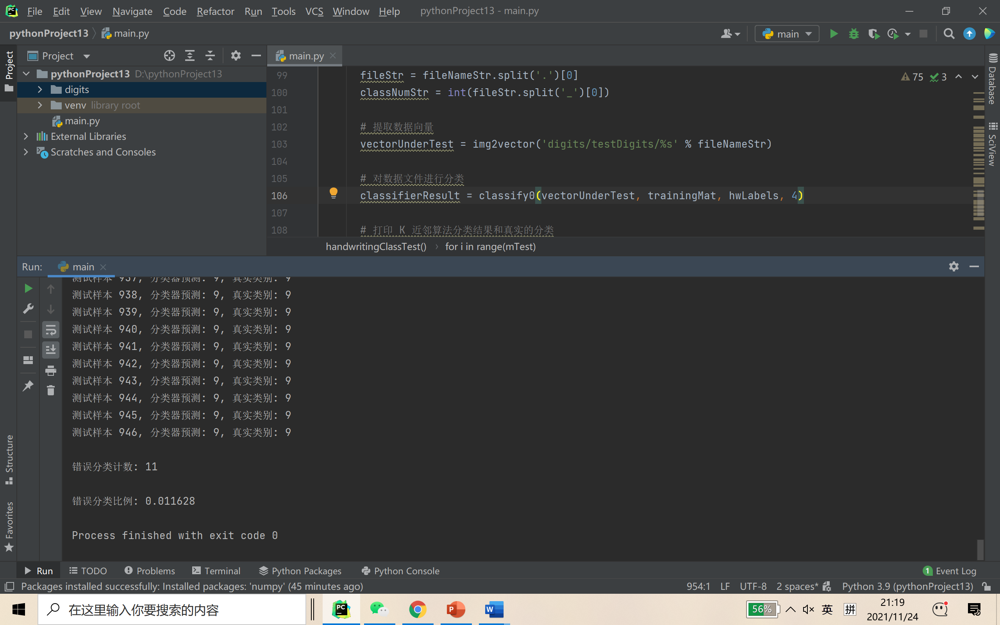 File Edit View Navigate Code Refactor Run Tools VCS Window Help pythonProject13 - main.py
pythonProject13 main.py
main
Project
Project
main.py
pythonProject13 D:\pythonProject13
digits
venv library root
main.py
External Libraries
Scratches and Consoles
99 fileStr = fileNameStr.split('.')[0]
100 classNumStr = int(fileStr.split('_')[0])
101
102 # 提取数据向量
103 vectorUnderTest = img2vector('digits/testDigits/%s' % fileNameStr)
104
105 # 对数据文件进行分类
106 classifierResult = classify0(vectorUnderTest, trainingMat, hwLabels, 4)
107
108 # 打印 K 近邻算法分类结果和真实的分类
75 3
Database
SciView
handwritingClassTest() for i in range(mTest)
Run: main
测试样本 937, 分类器预测: 9, 真实类别: 9
测试样本 938, 分类器预测: 9, 真实类别: 9
测试样本 939, 分类器预测: 9, 真实类别: 9
测试样本 940, 分类器预测: 9, 真实类别: 9
测试样本 941, 分类器预测: 9, 真实类别: 9
测试样本 942, 分类器预测: 9, 真实类别: 9
测试样本 943, 分类器预测: 9, 真实类别: 9
测试样本 944, 分类器预测: 9, 真实类别: 9
测试样本 945, 分类器预测: 9, 真实类别: 9
测试样本 946, 分类器预测: 9, 真实类别: 9
错误分类计数: 11
错误分类比例: 0.011628
Process finished with exit code 0
Structure
Favorites
Run TODO Problems Terminal Python Packages Python Console 1 Event Log
Packages installed successfully: Installed packages: 'numpy' (45 minutes ago) 954:1 LF UTF-8 2 spaces* Python 3.9 (pythonProject13)
在这里输入你要搜索的内容
56% 英 拼
21:19
2021/11/24